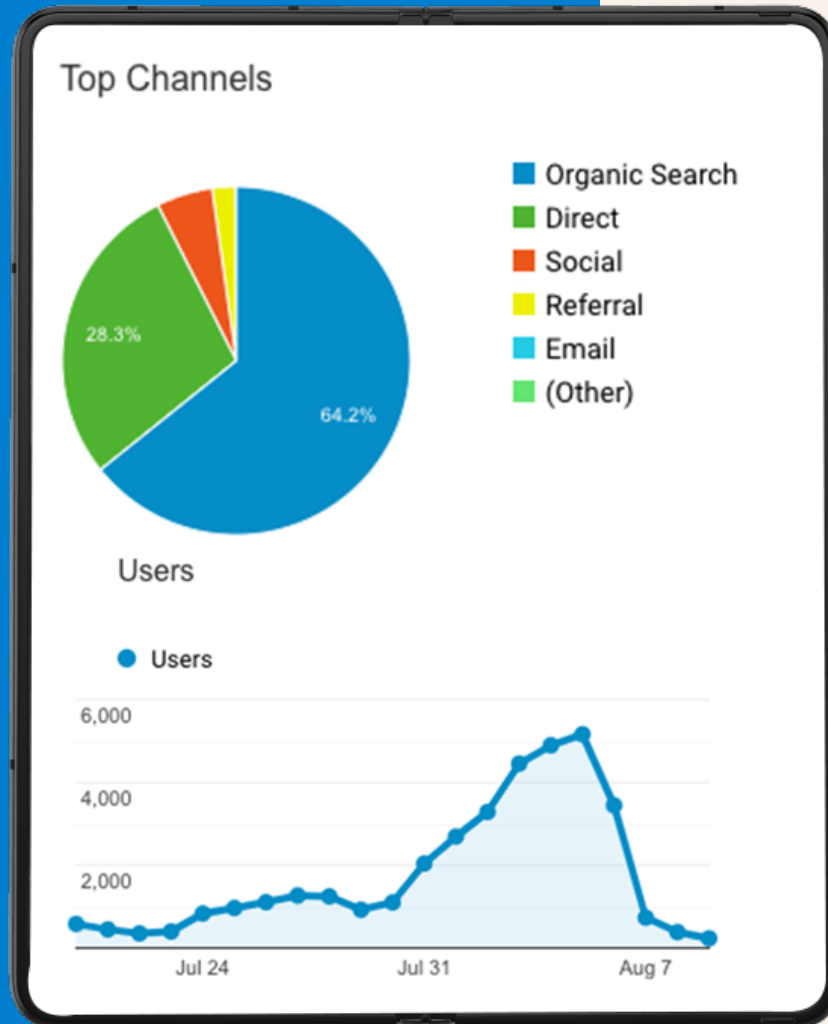 Top Channels
Organic Search
Direct
Social
Referral
Email
(Other)
28.3%
64.2%
Users
Users
6,000
4,000
2,000
Jul 24
Jul 31
Aug 7